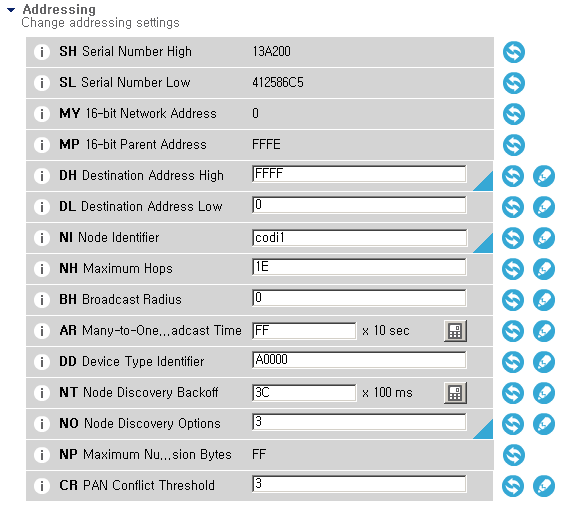 Addressing
Change addressing settings
i SH Serial Number High 13A200
i SL Serial Number Low 412586C5
i MY 16-bit Network Address 0
i MP 16-bit Parent Address FFFE
i DH Destination Address High FFFF
i DL Destination Address Low 0
i NI Node Identifier codi1
i NH Maximum Hops 1E
i BH Broadcast Radius 0
i AR Many-to-One...adcast Time FF x 10 sec
i DD Device Type Identifier A0000
i NT Node Discovery Backoff 3C x 100 ms
i NO Node Discovery Options 3
i NP Maximum Nu...sion Bytes FF
i CR PAN Conflict Threshold 3